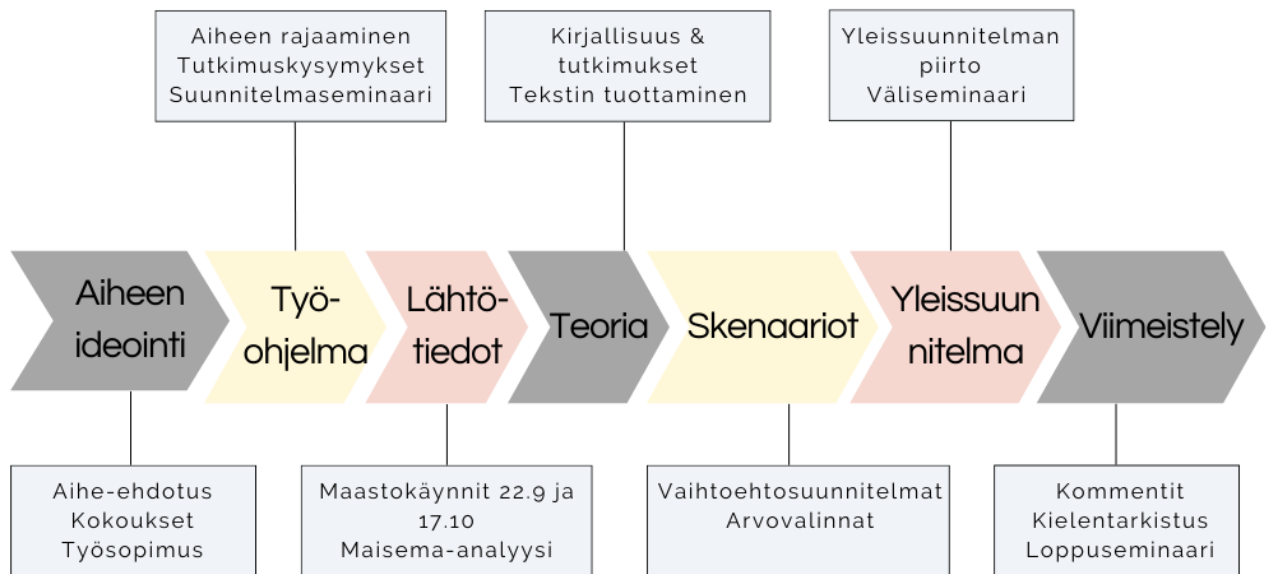 Aiheen rajaaminen
Tutkimuskysymykset
Suunnitelmaseminaari
Kirjallisuus &
tutkimukset
Tekstin tuottaminen
Yleissuunnitelman
piirto
Väliseminaari
Aiheen
ideointi
Työ-
ohjelma
Lähtö-
tiedot
Teoria
Skenaariot
Yleissuun
nitelma
Viimeistely
Aihe-ehdotus
Kokoukset
Työsopimus
Maastokäynnit 22.9 ja
17.10
Maisema-analyysi
Vaihtoehtosuunnitelmat
Arvovalinnat
Kommentit
Kielentarkistus
Loppuseminaari